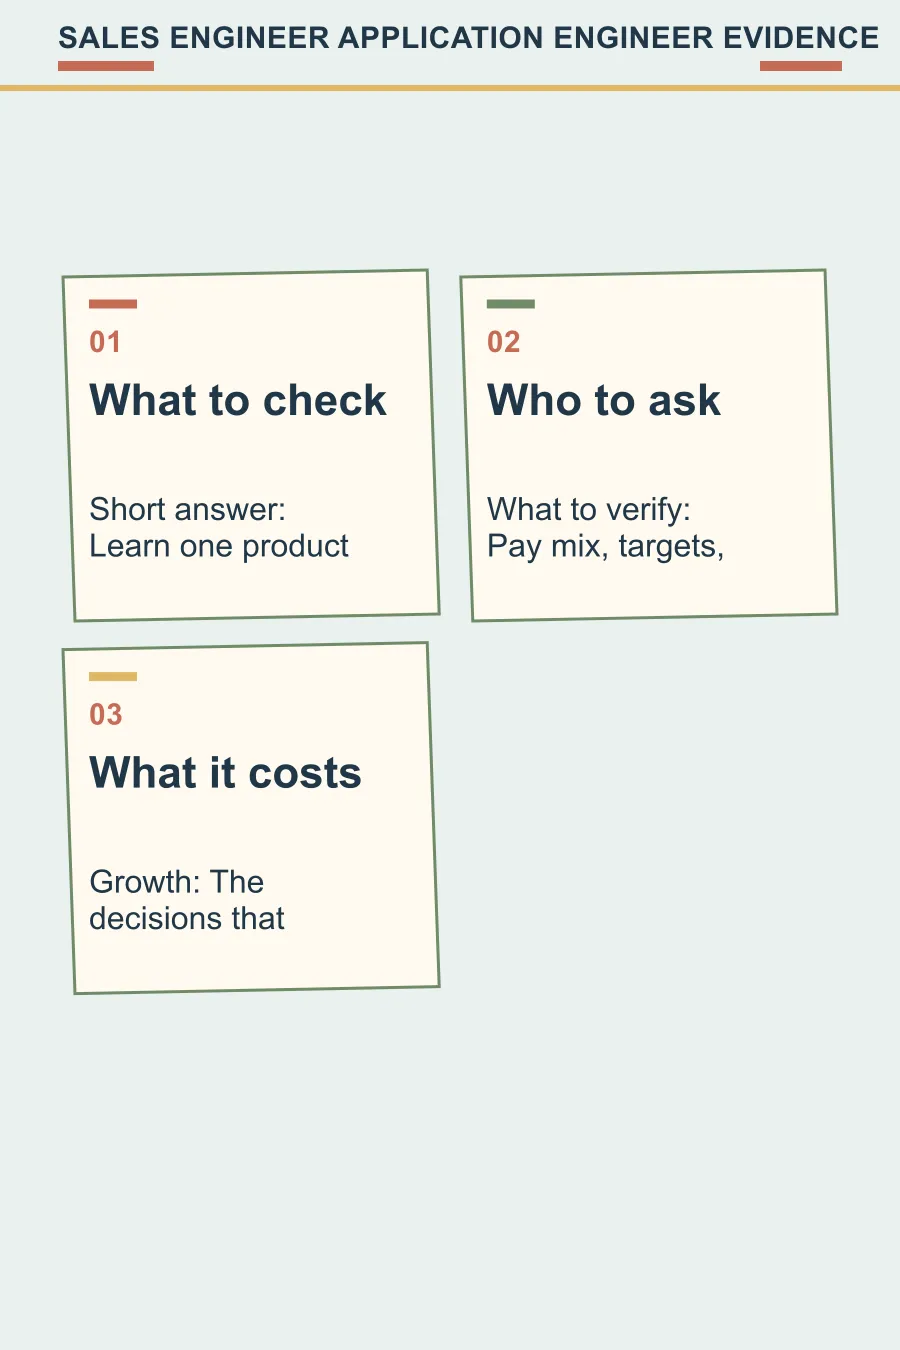 SALES ENGINEER APPLICATION ENGINEER EVIDENCE
01
What to check
Short answer:
Learn one product
02
Who to ask
What to verify:
Pay mix, targets,
03
What it costs
Growth: The
decisions that